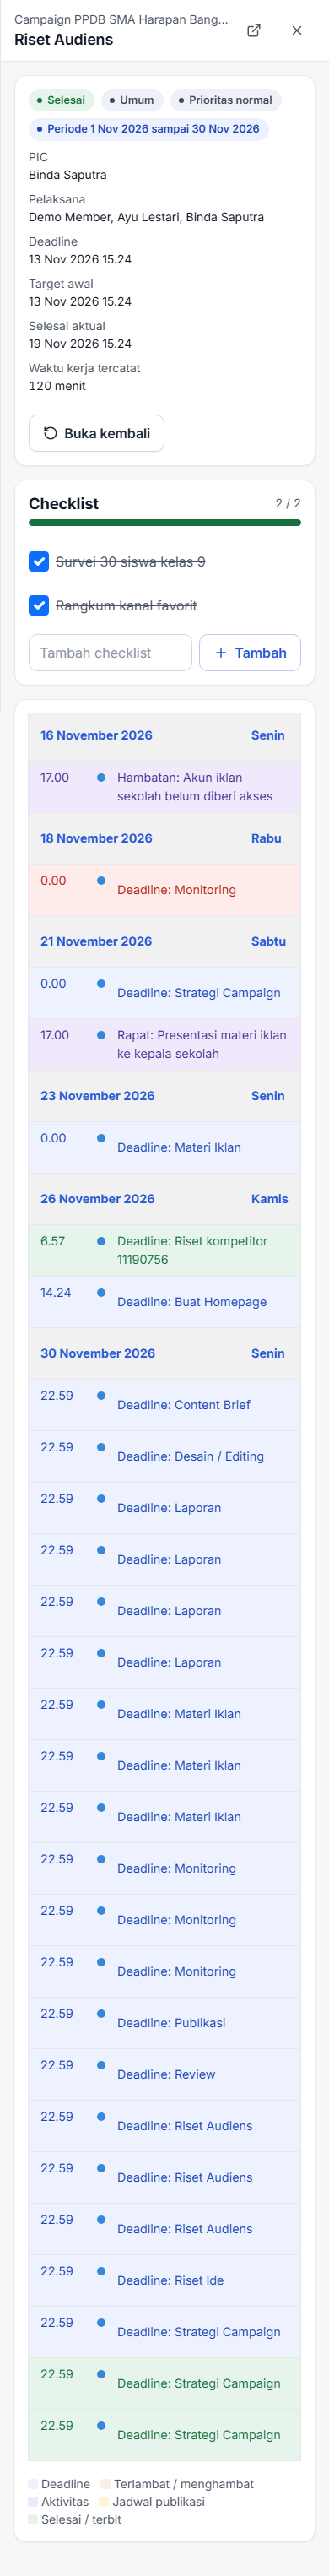 Campaign PPDB SMA Harapan Bang...
Riset Audiens
Selesai
Umum
Prioritas normal
Periode 1 Nov 2026 sampai 30 Nov 2026
PIC
Binda Saputra
Pelaksana
Demo Member, Ayu Lestari, Binda Saputra
Deadline
13 Nov 2026 15.24
Target awal
13 Nov 2026 15.24
Selesai aktual
19 Nov 2026 15.24
Waktu kerja tercatat
120 menit
Buka kembali
Checklist 2 / 2
Survei 30 siswa kelas 9
Rangkum kanal favorit
Tambah checklist
Tambah
16 November 2026 Senin
17.00 Hambatan: Akun iklan
sekolah belum diberi akses
18 November 2026 Rabu
0.00 Deadline: Monitoring
21 November 2026 Sabtu
0.00 Deadline: Strategi Campaign
17.00 Rapat: Presentasi materi iklan
ke kepala sekolah
23 November 2026 Senin
0.00 Deadline: Materi Iklan
26 November 2026 Kamis
6.57 Deadline: Riset kompetitor
11190756
14.24 Deadline: Buat Homepage
30 November 2026 Senin
22.59 Deadline: Content Brief
22.59 Deadline: Desain / Editing
22.59 Deadline: Laporan
22.59 Deadline: Laporan
22.59 Deadline: Laporan
22.59 Deadline: Laporan
22.59 Deadline: Materi Iklan
22.59 Deadline: Materi Iklan
22.59 Deadline: Materi Iklan
22.59 Deadline: Monitoring
22.59 Deadline: Monitoring
22.59 Deadline: Monitoring
22.59 Deadline: Publikasi
22.59 Deadline: Review
22.59 Deadline: Riset Audiens
22.59 Deadline: Riset Audiens
22.59 Deadline: Riset Audiens
22.59 Deadline: Riset Ide
22.59 Deadline: Strategi Campaign
22.59 Deadline: Strategi Campaign
22.59 Deadline: Strategi Campaign
Deadline Terlambat / menghambat
Aktivitas Jadwal publikasi
Selesai / terbit